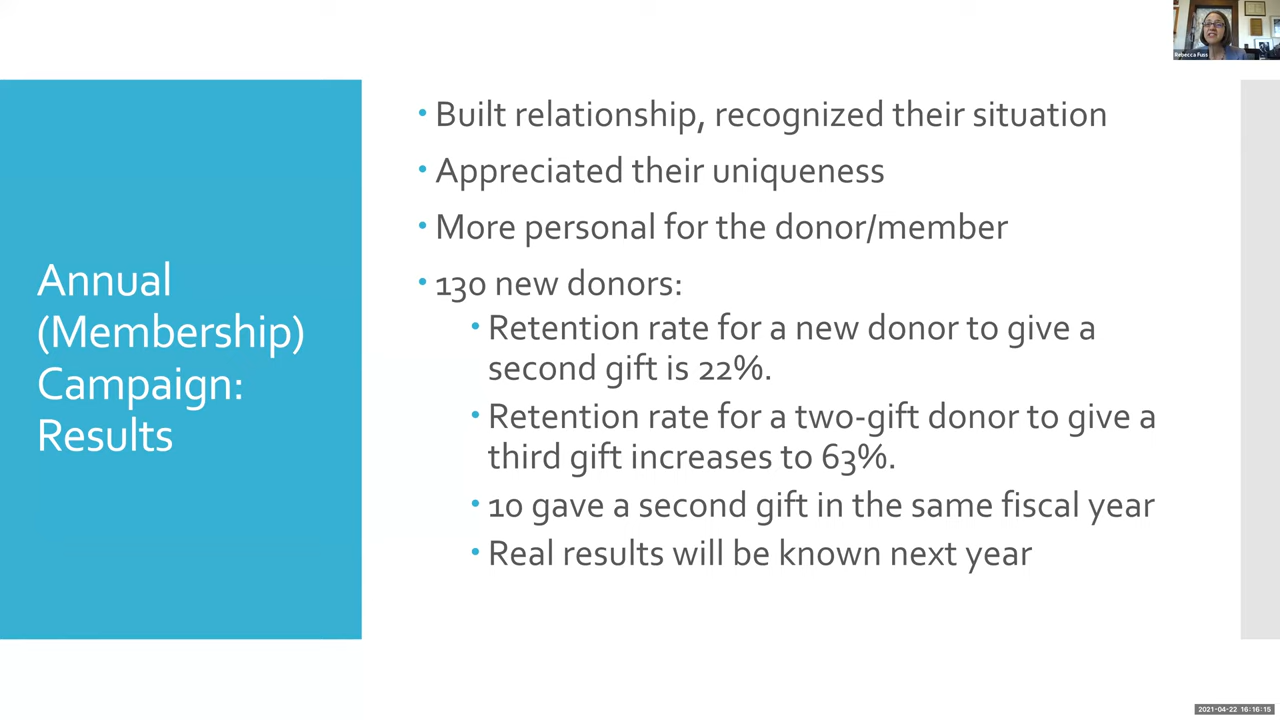 Rebecca Fuss
• Built relationship, recognized their situation
• Appreciated their uniqueness
• More personal for the donor/member
• 130 new donors:
• Retention rate for a new donor to give a
second gift is 22%.
• Retention rate for a two-gift donor to give a
third gift increases to 63%.
• 10 gave a second gift in the same fiscal year
• Real results will be known next year
Annual
(Membership)
Campaign:
Results
2021-04-22 16:16:15